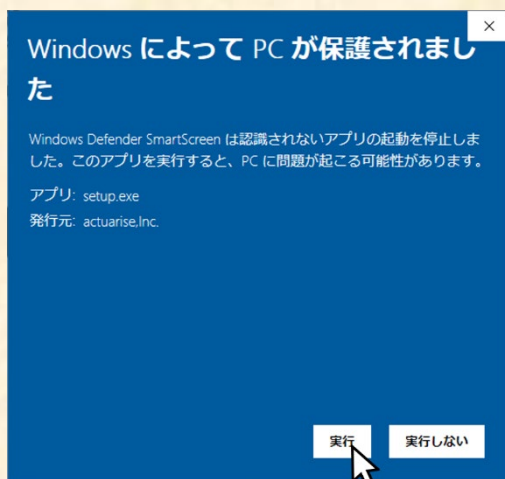 Windows によって PC が保護されまし
た
Windows Defender SmartScreen は認識されないアプリの起動を停止しま
した。このアプリを実行すると、PC に問題が起こる可能性があります。
アプリ: setup.exe
発行元: actuarise,Inc.
実行 実行しない